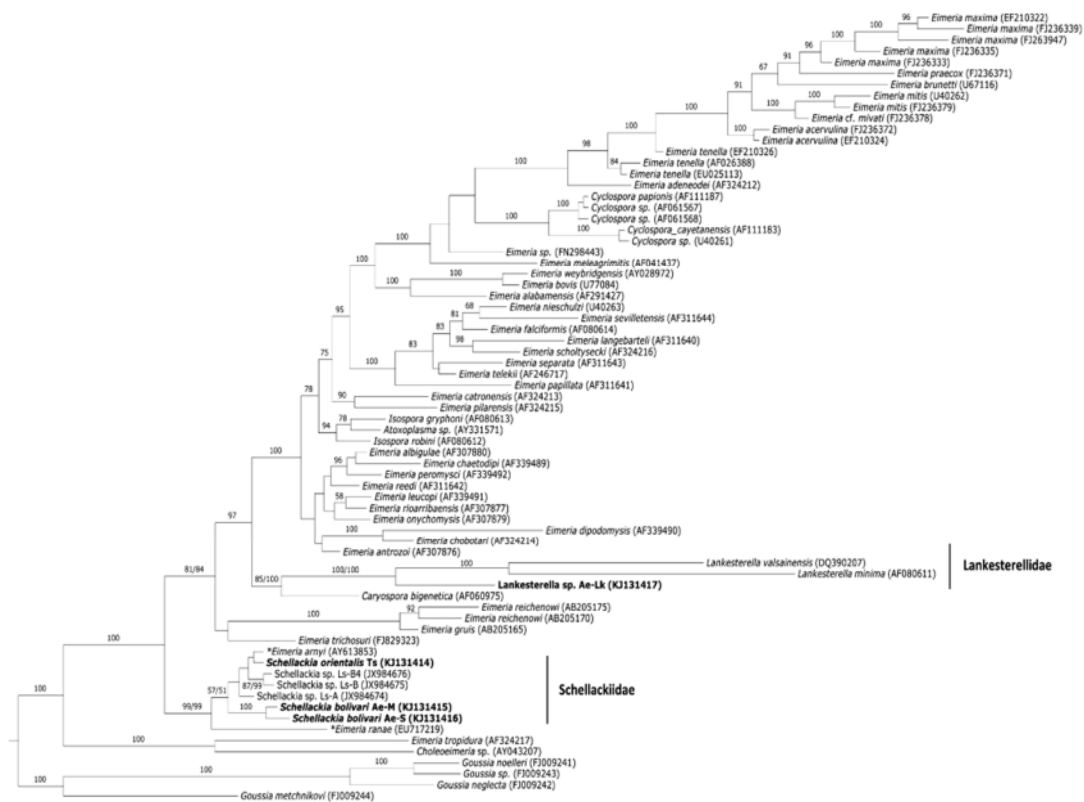 96
Eimeria maxima (EF210322)
Eimeria maxima (FJ236339)
100
Eimeria maxima (FJ263947)
100
Eimeria maxima (FJ236335)
96
Eimeria maxima (FJ236333)
91
Eimeria praecox (FJ236371)
67
Eimeria brunetti (U67116)
91
100
Eimeria mitis (U40262)
100
Eimeria mitis (FJ236379)
Eimeria cf. mivati (FJ236378)
100
100
Eimeria acervulina (FJ236372)
Eimeria acervulina (EF210324)
100
Eimeria tenella (EF210326)
98
84
Eimeria tenella (AF026388)
Eimeria tenella (EU025113)
100
Eimeria adeneodei (AF324212)
Cyclospora papionis (AF111187)
100
Cyclospora sp. (AF061567)
Cyclospora sp. (AF061568)
100
100
Cyclospora_cayetanensis (AF111183)
Cyclospora sp. (U40261)
100
Eimeria sp. (FN298443)
Eimeria meleagrimitis (AF041437)
100
100
Eimeria weybridgensis (AY028972)
Eimeria bovis (U77084)
100
Eimeria alabamensis (AF291427)
95
68
Eimeria nieschulzi (U40263)
81
Eimeria sevilletensis (AF311644)
83
Eimeria falciformis (AF080614)
98
Eimeria langebarteli (AF311640)
83
Eimeria scholtysecki (AF324216)
75
100
Eimeria separata (AF311643)
Eimeria telekii (AF246717)
Eimeria papillata (AF311641)
78
90
Eimeria catronensis (AF324213)
Eimeria pilarensis (AF324215)
78
Isospora gryphoni (AF080613)
94
Atoxoplasma sp. (AY331571)
Isospora robini (AF080612)
100
Eimeria albigulae (AF307880)
96
Eimeria chaetodipi (AF339489)
Eimeria peromysci (AF339492)
Eimeria reedi (AF311642)
58
Eimeria leucopi (AF339491)
Eimeria rioarribaensis (AF307877)
Eimeria onychomysis (AF307879)
97
100
Eimeria dipodomysis (AF339490)
Eimeria chobotari (AF324214)
Eimeria antrozoi (AF307876)
100
Lankesterella valsainensis (DQ390207)
Lankesterellidae
81/84
85/100
100/100
Lankesterella minima (AF080611)
Lankesterella sp. Ae-Lk (KJ131417)
Caryospora bigenetica (AF060975)
92
Eimeria reichenowi (AB205175)
100
Eimeria reichenowi (AB205170)
Eimeria gruis (AB205165)
100
Eimeria trichosuri (FJ829323)
*Eimeria arnyi (AY613853)
Schellackia orientalis Ts (KJ131414)
87/99
Schellackia sp. Ls-B4 (JX984676)
57/51
Schellackia sp. Ls-B (JX984675)
Schellackiidae
Schellackia sp. Ls-A (JX984674)
99/99
100
Schellackia bolivari Ae-M (KJ131415)
Schellackia bolivari Ae-S (KJ131416)
*Eimeria ranae (EU717219)
100
100
Eimeria tropidura (AF324217)
Choleoeimeria sp. (AY043207)
100
100
Goussia noelleri (FJ009241)
Goussia sp. (FJ009243)
100
Goussia neglecta (FJ009242)
Goussia metchnikovi (FJ009244)